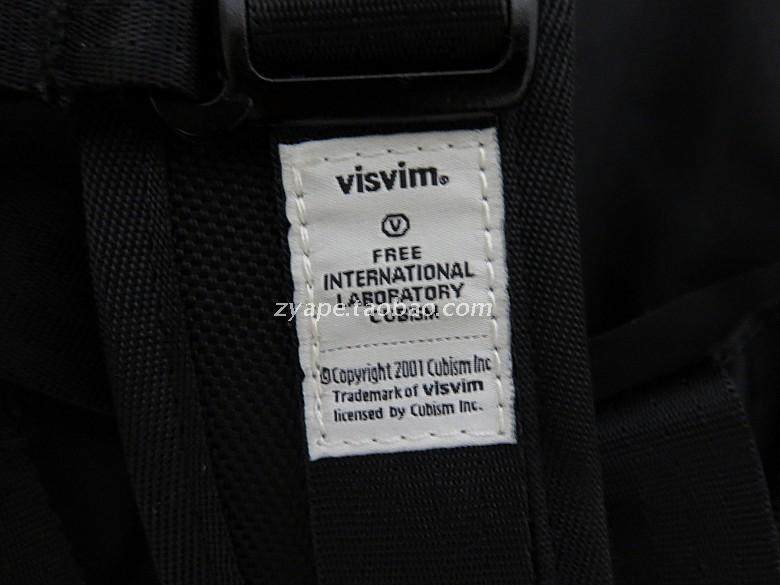 visvim®
V
FREE
INTERNATIONAL
LABORATORY
CUBISM
zyape.taobao.com
©Copyright 2001 Cubism Inc
Trademark of visvim
licensed by Cubism Inc.